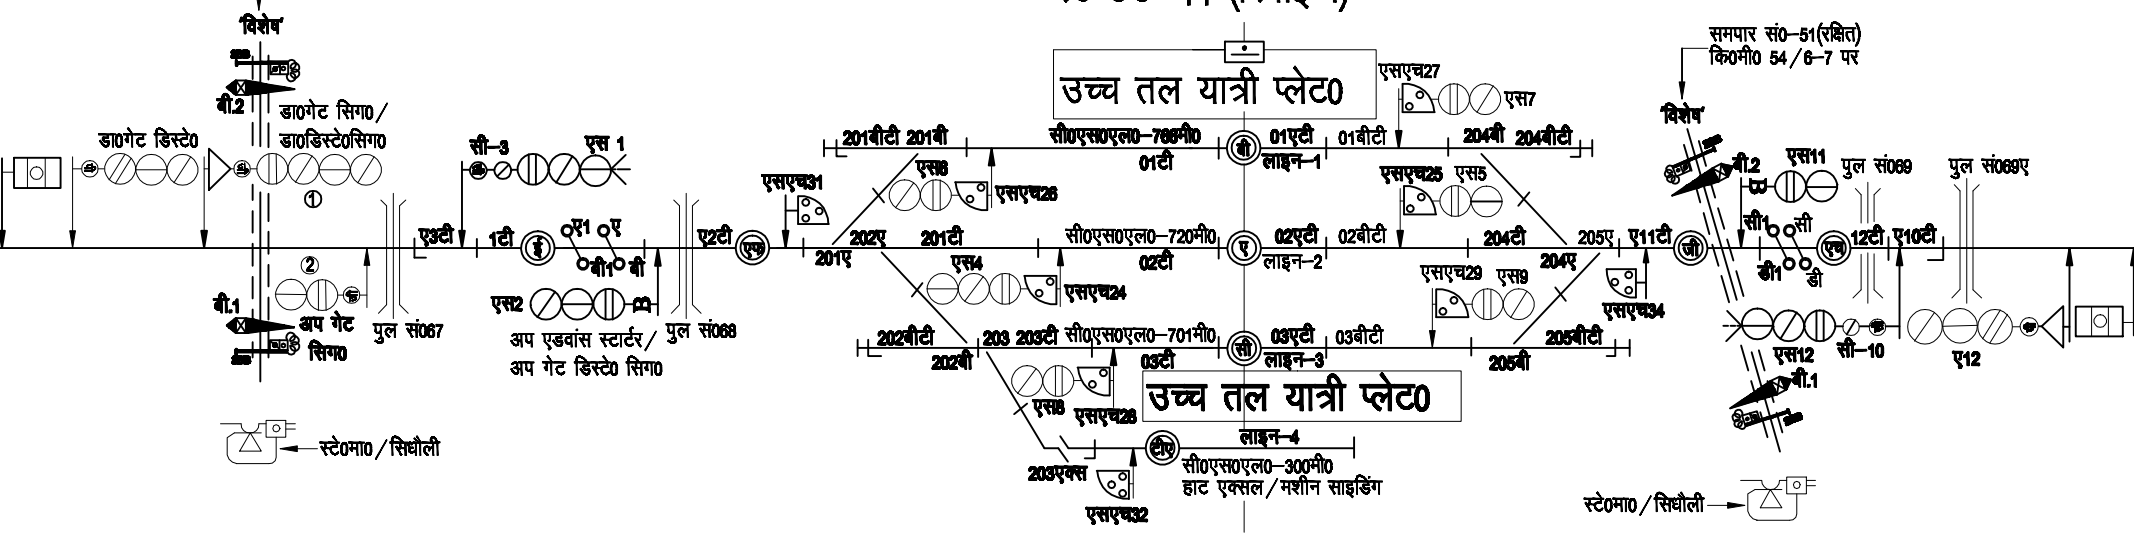 'विशेष'
बी.2
डा0गेट डिस्टे0
डा0गेट सिग0/
डा0डिस्टे0सिग0
1
2
बी.1
अप गेट
सिग0
पुल सं067
ए3टी
सी-3
एस 1
1टी
ई
ए1
ए
बी1
बी
एस2
B
अप एडवांस स्टार्टर/
अप गेट डिस्टे0 सिग0
पुल सं068
ए2टी
एफ
एसएच31
201ए
202ए
201बीटी
201बी
एस6
एसएच26
201टी
एस4
एसएच24
202बीटी
202बी
203
203टी
एस8
एसएच28
203एक्स
एसएच32
उच्च तल यात्री प्लेट0
सी0एस0एल0-766मी0
01टी
बी
01एटी
लाइन-1
01बीटी
सी0एस0एल0-720मी0
02टी
ए
02एटी
लाइन-2
02बीटी
सी0एस0एल0-701मी0
03टी
सी
03एटी
लाइन-3
03बीटी
उच्च तल यात्री प्लेट0
टीए
लाइन-4
सी0एस0एल0-300मी0
हाट एक्सल/मशीन साइडिंग
एसएच27
एस7
204बी
204बीटी
एसएच25
एस5
204टी
205ए
204ए
एसएच29
एस9
205बी
205बीटी
ए11टी
एसएच34
जी
समपार सं0-51(रक्षित)
कि0मी0 54/6-7 पर
'विशेष'
बी.2
एस11
B
सी1
सी
डी1
डी
एच
पुल सं069
12टी
ए10टी
पुल सं069ए
एस12
सी-10
बी.1
ए12
स्टे0मा0/सिधौली
स्टे0मा0/सिधौली